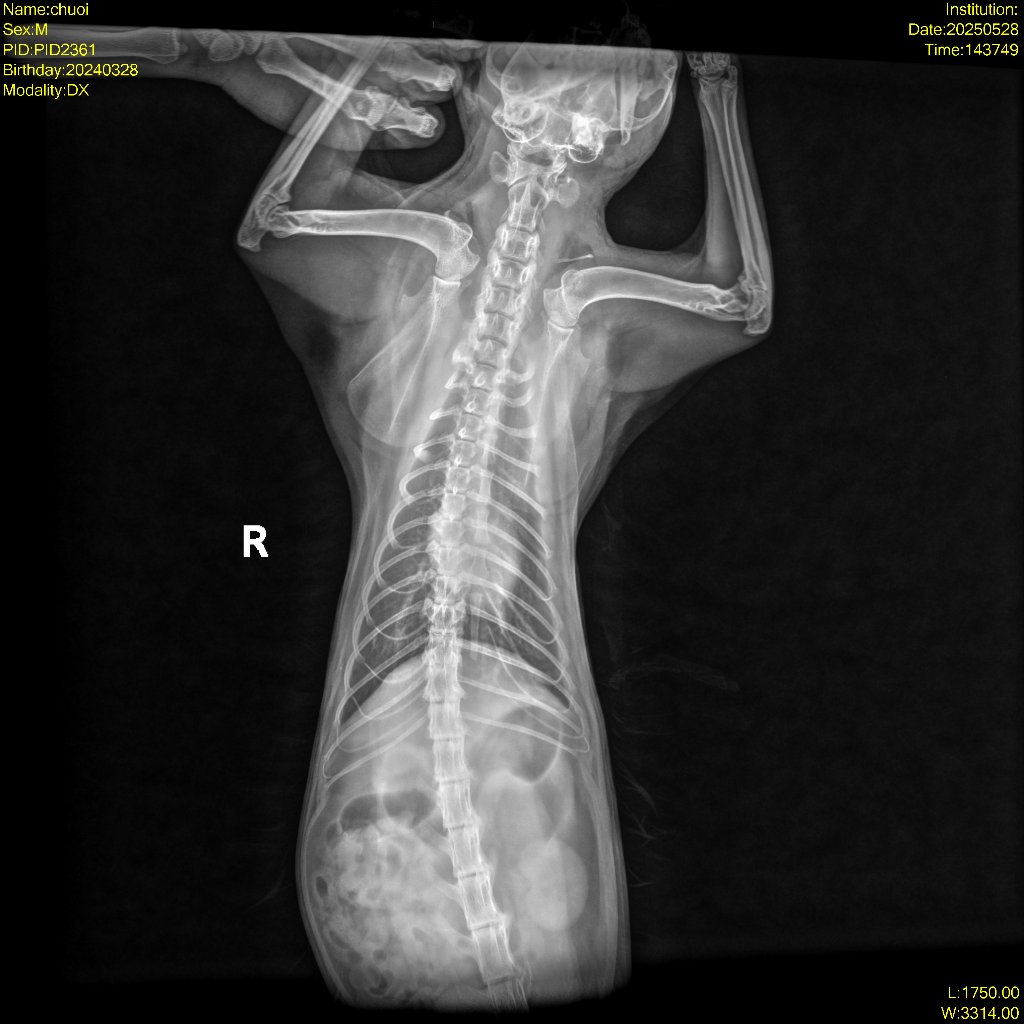 Name:chuoi
Sex:M
PID:PID2361
Birthday:20240328
Modality:DX
Institution:
Date:20250528
Time:143749
R
L:1750.00
W:3314.00